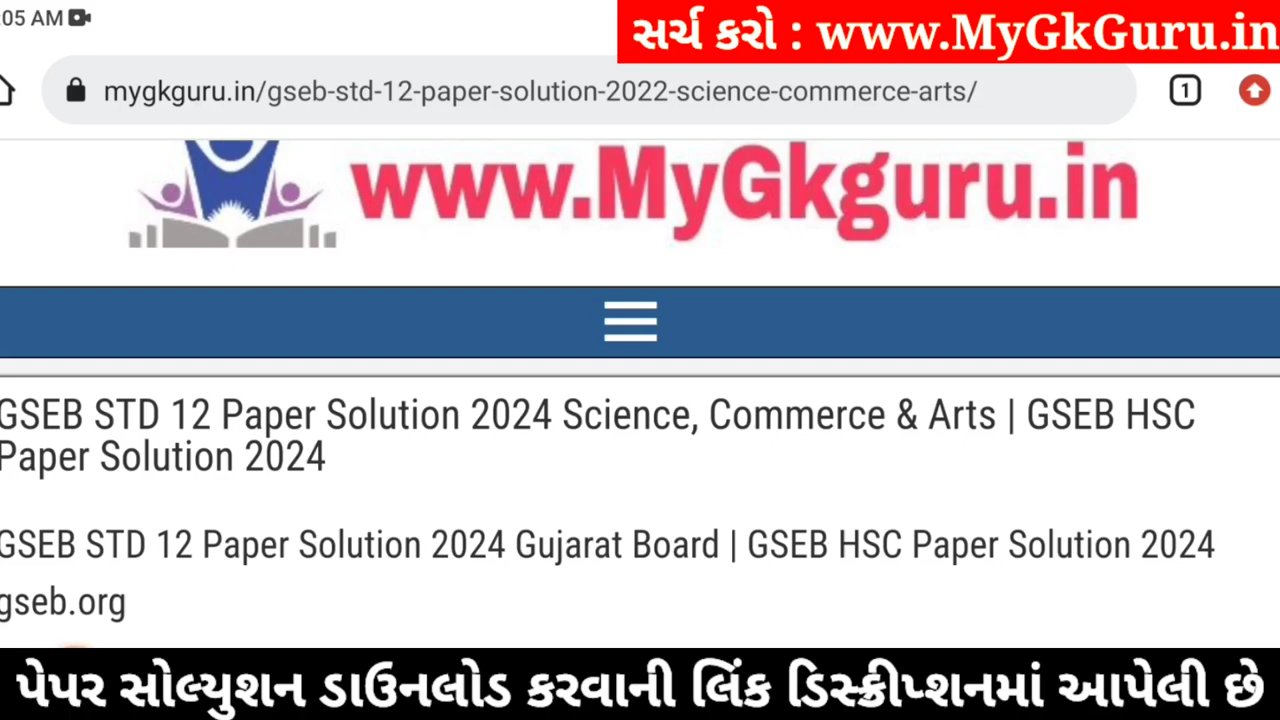 :05 AM
સર્ચ કરો : www.MyGkGuru.in
mygkguru.in/gseb-std-12-paper-solution-2022-science-commerce-arts/
1
www.MyGkguru.in
GSEB STD 12 Paper Solution 2024 Science, Commerce & Arts | GSEB HSC
Paper Solution 2024
GSEB STD 12 Paper Solution 2024 Gujarat Board | GSEB HSC Paper Solution 2024
gseb.org
પેપર સોલ્યુશન ડાઉનલોડ કરવાની લિંક ડિસ્ક્રીપ્શનમાં આપેલી છે